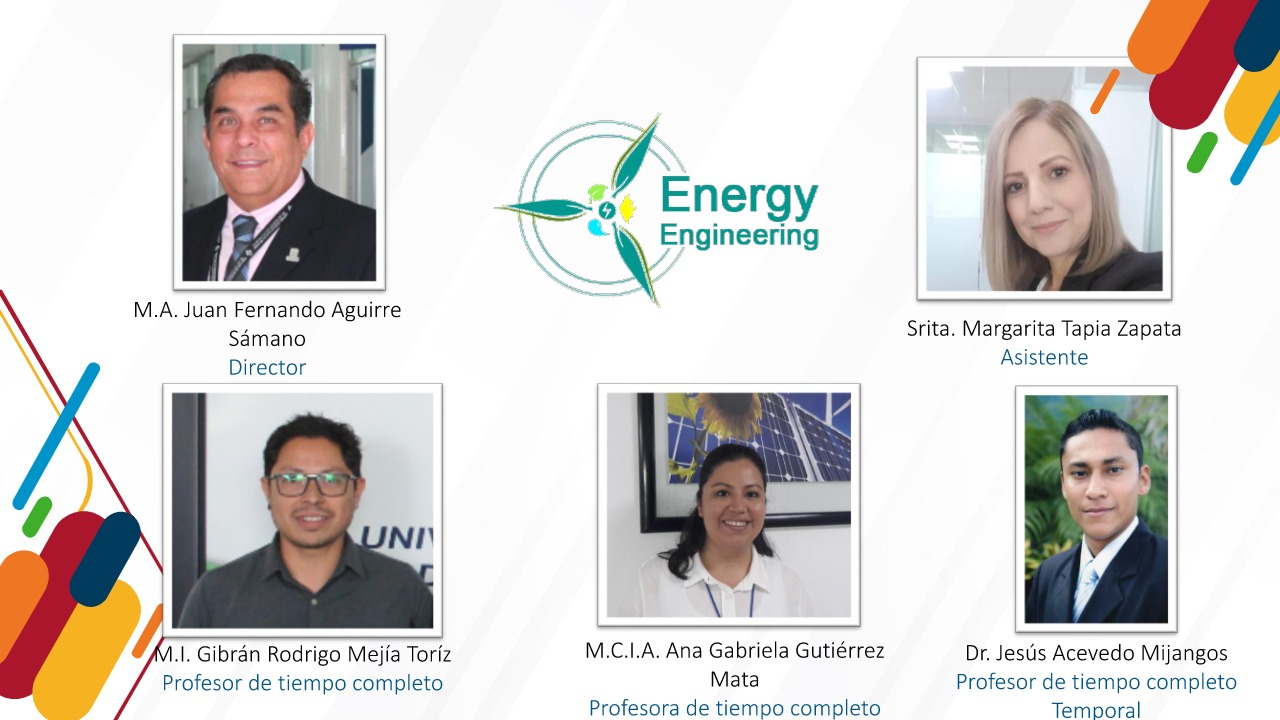 Energy
Engineering
M.A. Juan Fernando Aguirre
Sámano
Director
Srita. Margarita Tapia Zapata
Asistente
UNIV
M.I. Gibrán Rodrigo Mejía Toríz
Profesor de tiempo completo
M.C.I.A. Ana Gabriela Gutiérrez
Mata
Profesora de tiempo completo
Dr. Jesús Acevedo Mijangos
Profesor de tiempo completo
Temporal